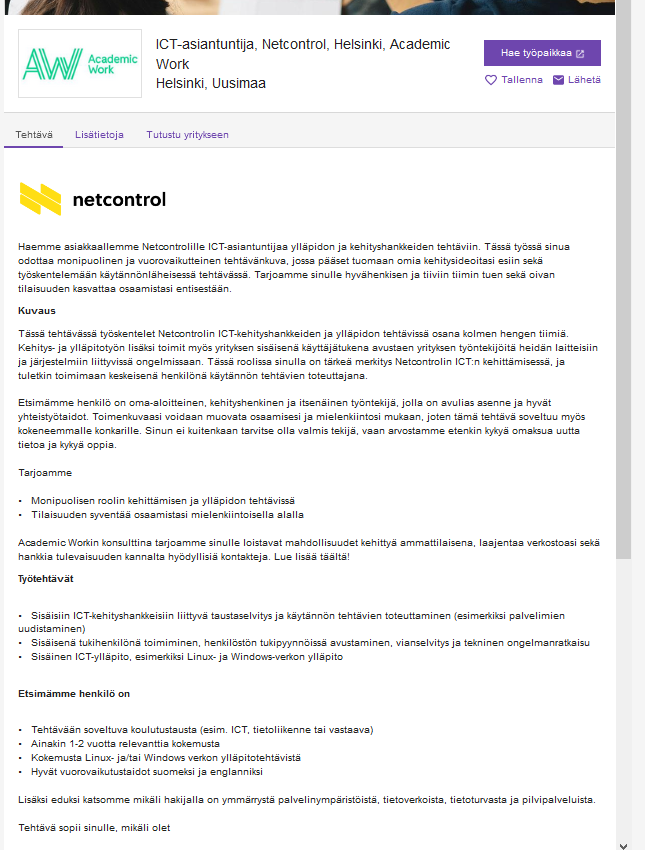 AW Academic
Work
ICT-asiantuntija, Netcontrol, Helsinki, Academic
Work
Helsinki, Uusimaa
Hae työpaikkaa
Tallenna Lähetä
Tehtävä Lisätietoja Tutustu yritykseen
netcontrol
Haemme asiakkaallemme Netcontrolille ICT-asiantuntijaa ylläpidon ja kehityshankkeiden tehtäviin. Tässä työssä sinua
odottaa monipuolinen ja vuorovaikutteinen tehtävänkuva, jossa pääset tuomaan omia kehitysideoitasi esiin sekä
työskentelemään käytännönläheisessä tehtävässä. Tarjoamme sinulle hyvähenkisen ja tiiviin tiimin tuen sekä oivan
tilaisuuden kasvattaa osaamistasi entisestään.
Kuvaus
Tässä tehtävässä työskentelet Netcontrolin ICT-kehityshankkeiden ja ylläpidon tehtävissä osana kolmen hengen tiimiä.
Kehitys- ja ylläpitotyön lisäksi toimit myös yrityksen sisäisenä käyttäjätukena avustaen yrityksen työntekijöitä heidän laitteisiin
ja järjestelmiin liittyvissä ongelmissaan. Tässä roolissa sinulla on tärkeä merkitys Netcontrolin ICT:n kehittämisessä, ja
tuletkin toimimaan keskeisenä henkilönä käytännön tehtävien toteuttajana.
Etsimämme henkilö on oma-aloitteinen, kehityshenkinen ja itsenäinen työntekijä, jolla on avulias asenne ja hyvät
yhteistyötaidot. Toimenkuvaasi voidaan muovata osaamisesi ja mielenkiintosi mukaan, joten tämä tehtävä soveltuu myös
kokeneemmalle konkarille. Sinun ei kuitenkaan tarvitse olla valmis tekijä, vaan arvostamme etenkin kykyä omaksua uutta
tietoa ja kykyä oppia.
Tarjoamme
• Monipuolisen roolin kehittämisen ja ylläpidon tehtävissä
• Tilaisuuden syventää osaamistasi mielenkiintoisella alalla
Academic Workin konsulttina tarjoamme sinulle loistavat mahdollisuudet kehittyä ammattilaisena, laajentaa verkostoasi sekä
hankkia tulevaisuuden kannalta hyödyllisiä kontakteja. Lue lisää täältä!
Työtehtävät
• Sisäisiin ICT-kehityshankkeisiin liittyvä taustaselvitys ja käytännön tehtävien toteuttaminen (esimerkiksi palvelimien
uudistaminen)
• Sisäisenä tukihenkilönä toimiminen, henkilöstön tukipyynnöissä avustaminen, vianselvitys ja tekninen ongelmanratkaisu
• Sisäinen ICT-ylläpito, esimerkiksi Linux- ja Windows-verkon ylläpito
Etsimämme henkilö on
• Tehtävään soveltuva koulutustausta (esim. ICT, tietoliikenne tai vastaava)
• Ainakin 1-2 vuotta relevanttia kokemusta
• Kokemusta Linux- ja/tai Windows verkon ylläpitotehtävistä
• Hyvät vuorovaikutustaidot suomeksi ja englanniksi
Lisäksi eduksi katsomme mikäli hakijalla on ymmärrystä palvelinympäristöistä, tietoverkoista, tietoturvasta ja pilvipalveluista.
Tehtävä sopii sinulle, mikäli olet